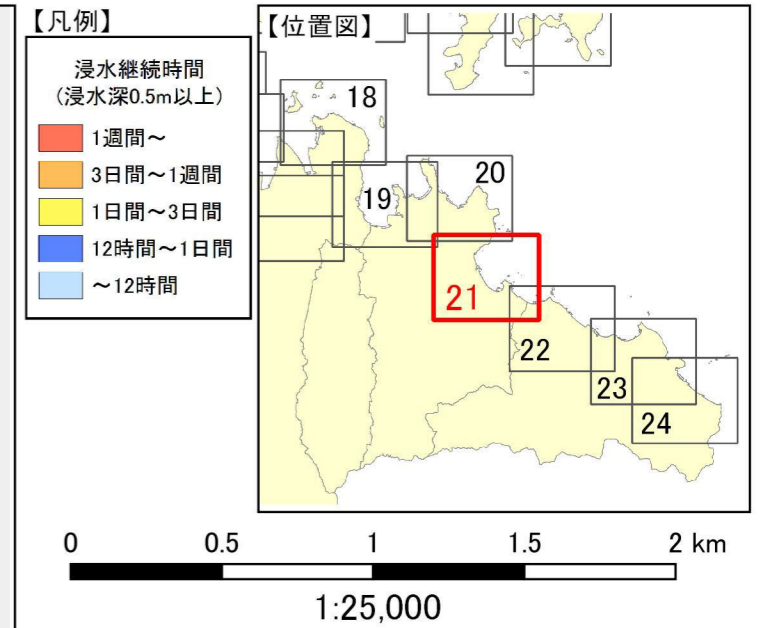 【凡例】
浸水継続時間
(浸水深0.5m以上)
1週間～
3日間～1週間
1日間～3日間
12時間～1日間
～12時間
【位置図】
18
19
20
21
22
23
24
0 0.5 1 1.5 2 km
1:25,000